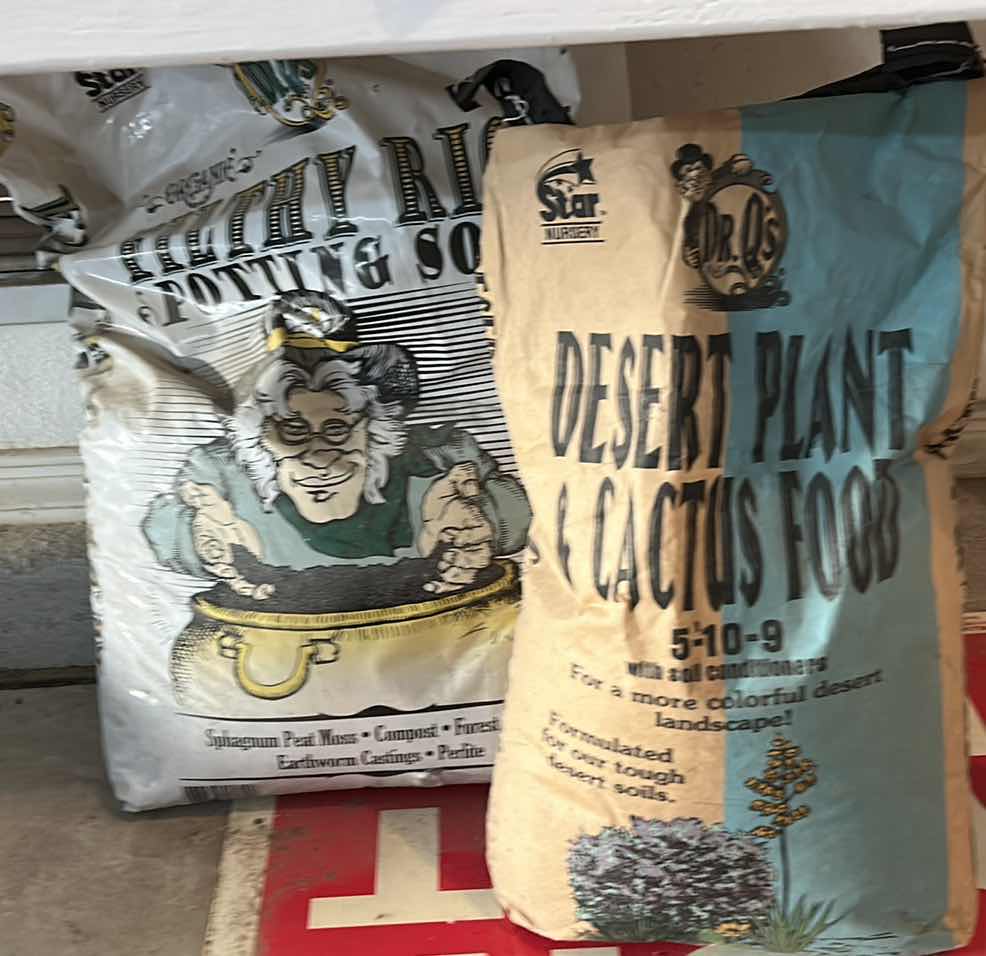 Star
NURSERY
ORGANIC
FILTHY RIC
POTTING SO
Sphagnum Peat Moss • Compost • Forest
Earthworm Castings • Perlite
Star
NURSERY
DR. Q's
DESERT PLANT
& CACTUS FOOD
5-10-9
with soil conditioners
For a more colorful desert
landscape!
Formulated
for our tough
desert soils.